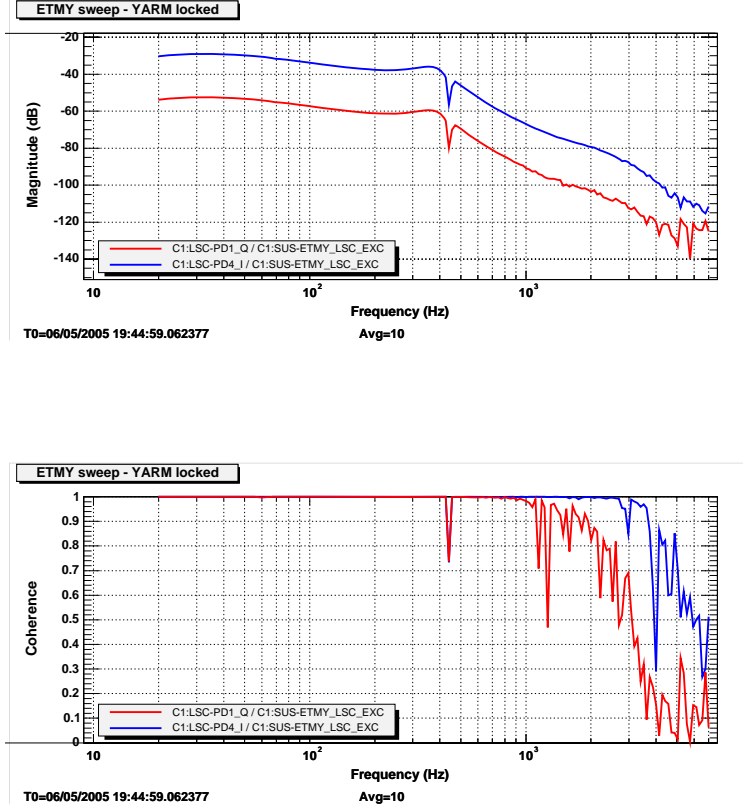 ETMY sweep - YARM locked
-20
-40
-60
-80
-100
-120
-140
Magnitude (dB)
C1:LSC-PD1_Q / C1:SUS-ETMY_LSC_EXC
C1:LSC-PD4_I / C1:SUS-ETMY_LSC_EXC
10 10² 10³
Frequency (Hz)
T0=06/05/2005 19:44:59.062377 Avg=10
ETMY sweep - YARM locked
1
0.9
0.8
0.7
0.6
0.5
0.4
0.3
0.2
0.1
0
Coherence
C1:LSC-PD1_Q / C1:SUS-ETMY_LSC_EXC
C1:LSC-PD4_I / C1:SUS-ETMY_LSC_EXC
10 10² 10³
Frequency (Hz)
T0=06/05/2005 19:44:59.062377 Avg=10